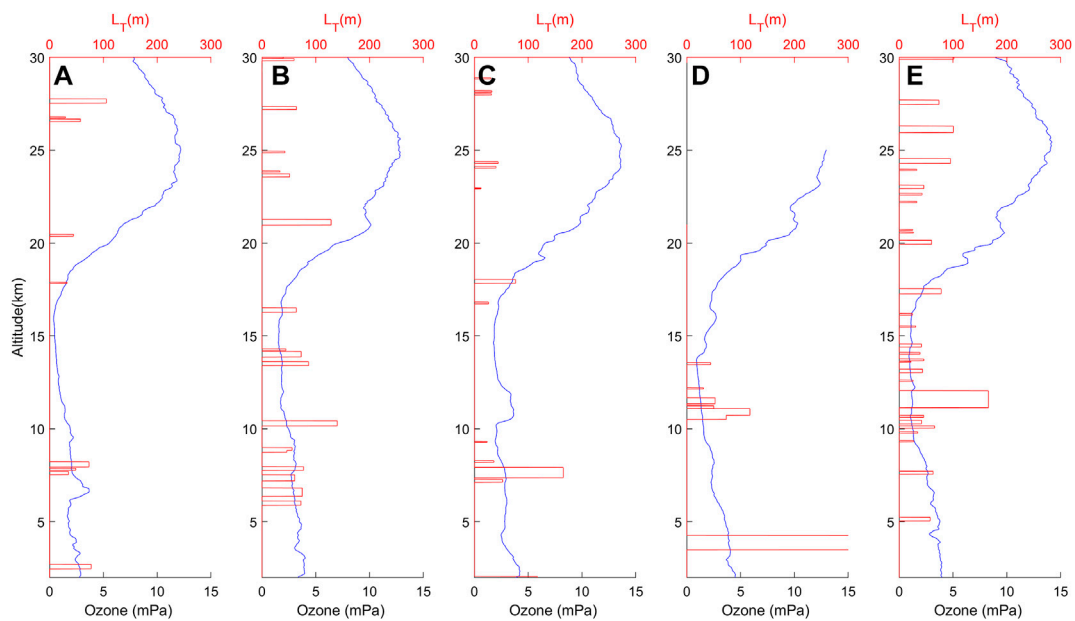 L_T(m) L_T(m) L_T(m) L_T(m) L_T(m)
0 100 200 300 0 100 200 300 0 100 200 300 0 100 200 300 0 100 200 300
30 30 30 30 30
A B C D E
25 25 25 25 25
20 20 20 20 20
Altitude(km)
15 15 15 15 15
10 10 10 10 10
5 5 5 5 5
0 5 10 15 0 5 10 15 0 5 10 15 0 5 10 15 0 5 10 15
Ozone (mPa) Ozone (mPa) Ozone (mPa) Ozone (mPa) Ozone (mPa)